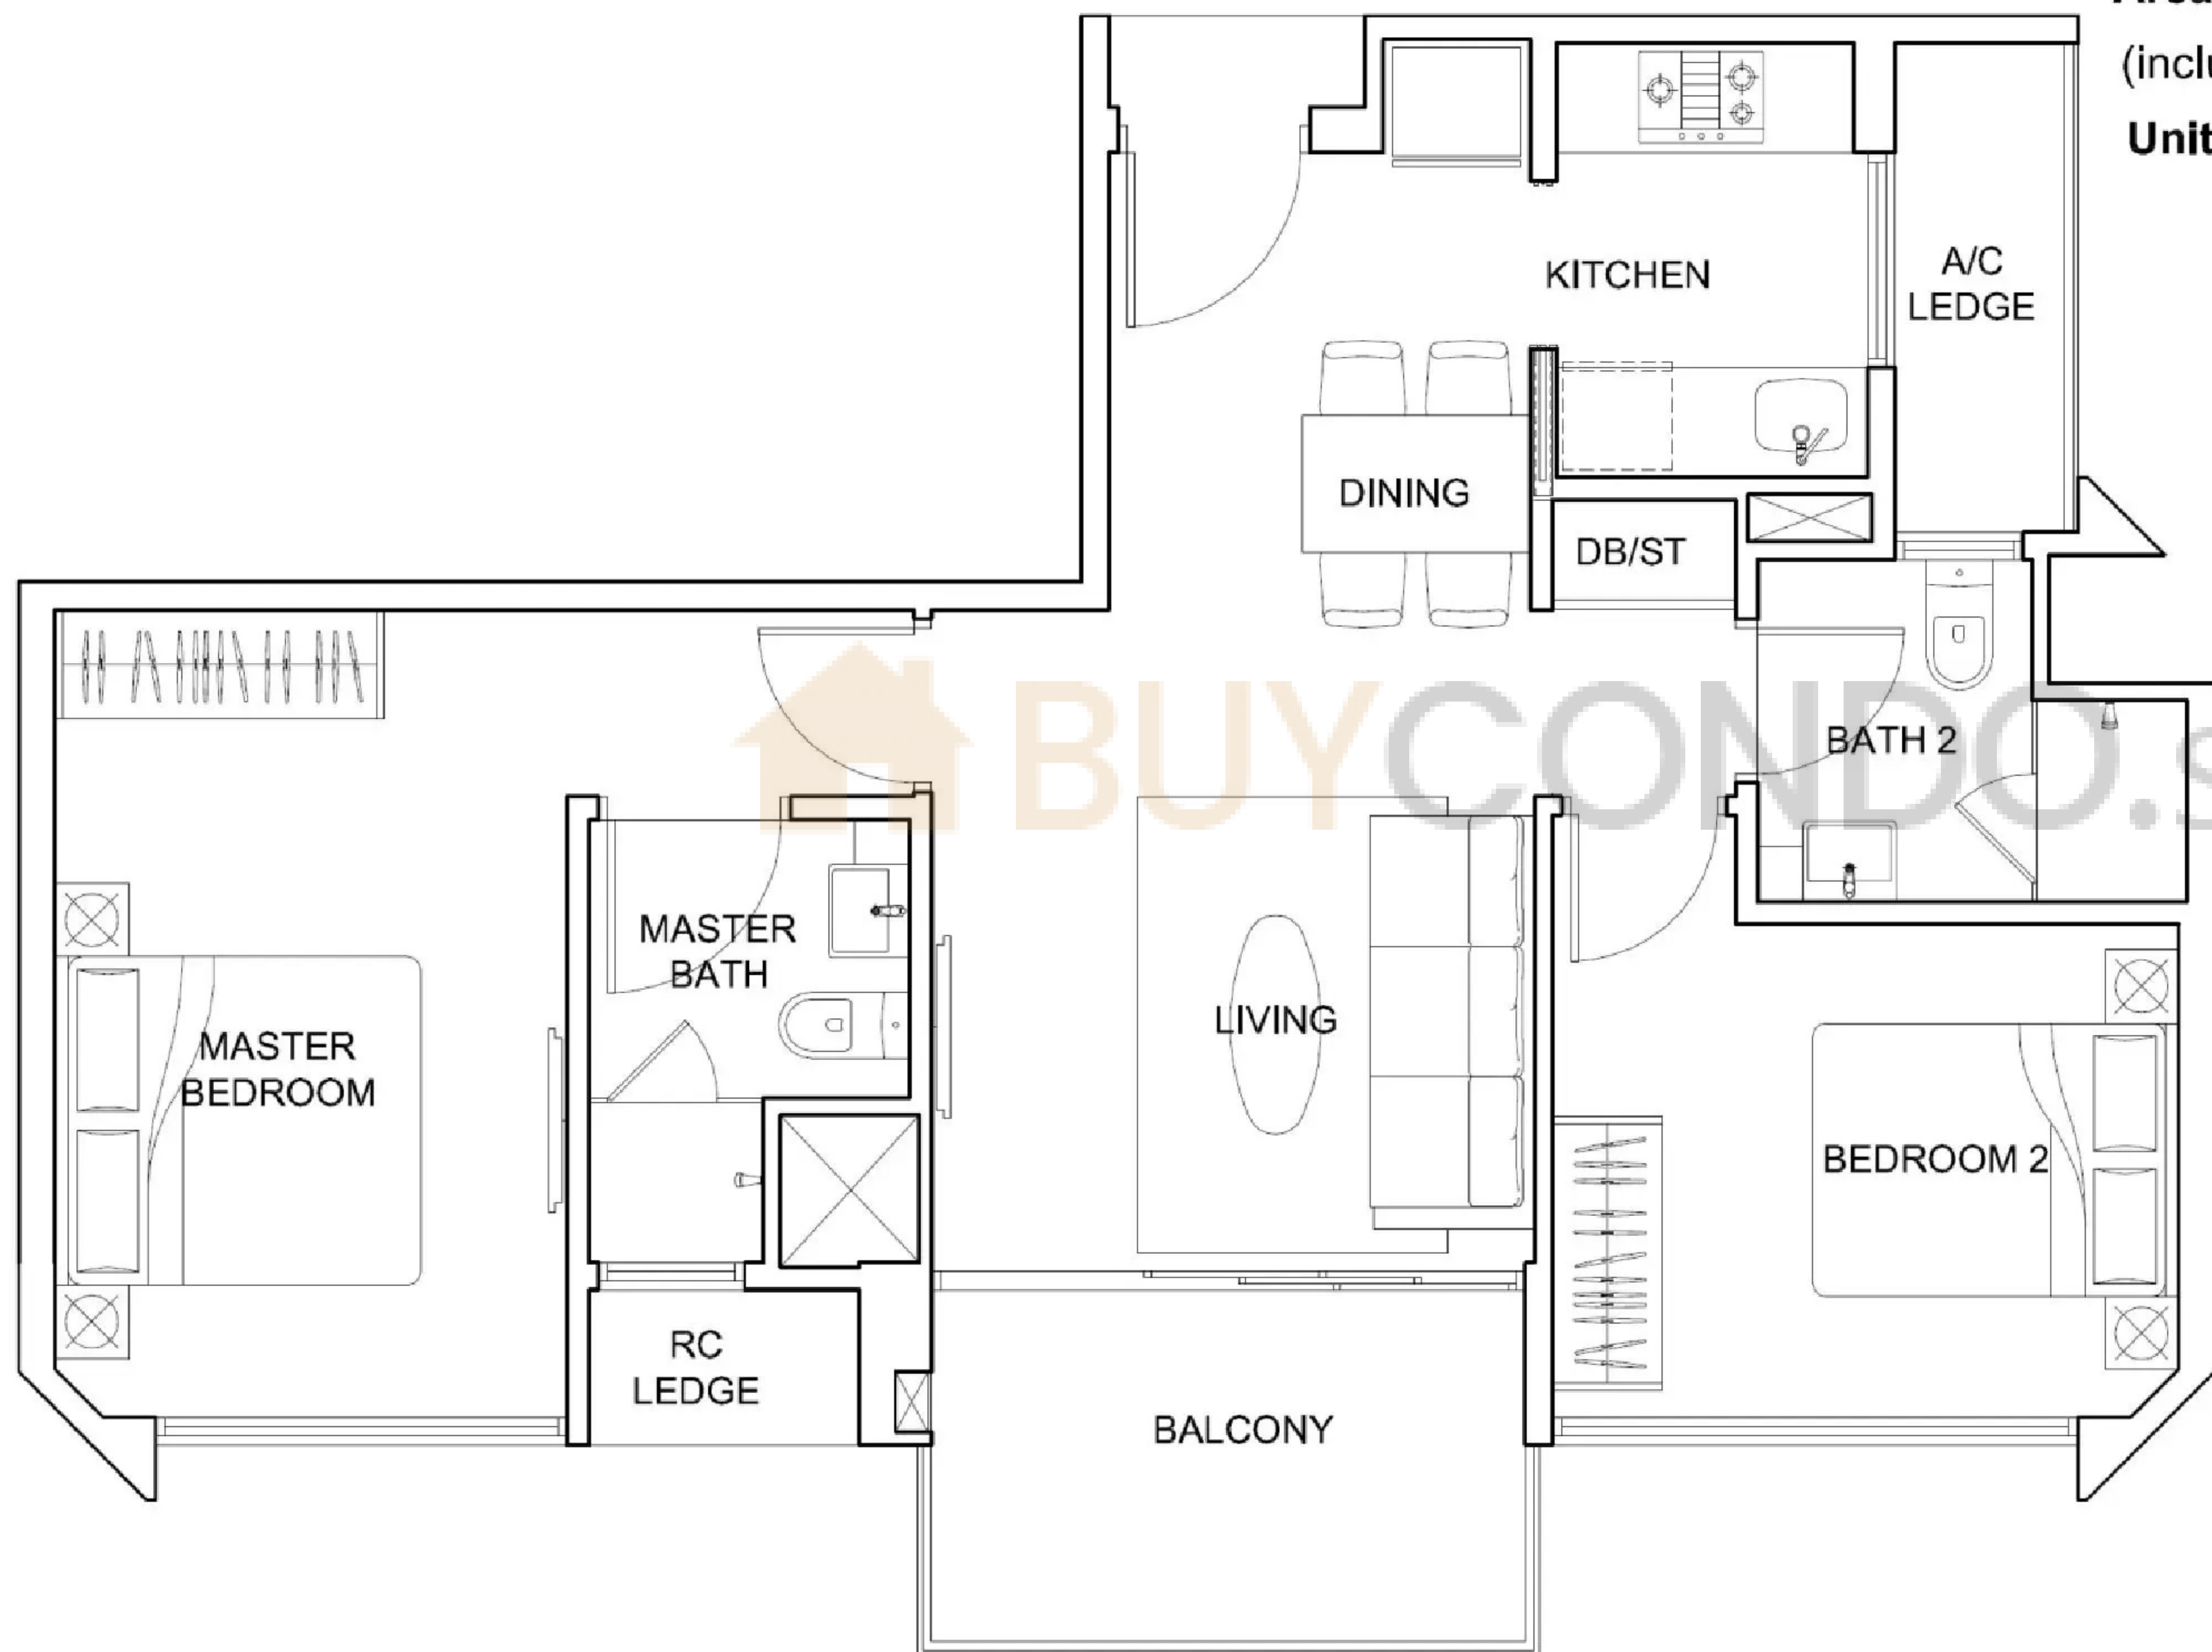 (inclu
Unit
KITCHEN
A/C
LEDGE
DINING
DB/ST
BUYCONDO.s
BATH 2
MASTER
BATH
LIVING
MASTER
BEDROOM
BEDROOM 2
RC
LEDGE
BALCONY